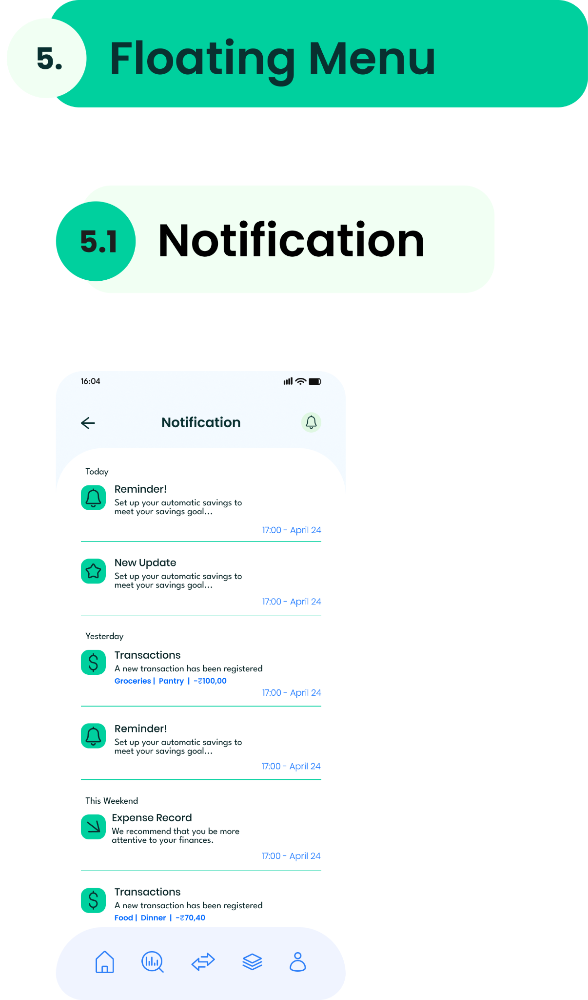 5.
Floating Menu
5.1
Notification
16:04
Notification
Today
Reminder!
Set up your automatic savings to
meet your savings goal...
17:00 - April 24
New Update
Set up your automatic savings to
meet your savings goal...
17:00 - April 24
Yesterday
Transactions
A new transaction has been registered
Groceries | Pantry | -₹100,00
17:00 - April 24
Reminder!
Set up your automatic savings to
meet your savings goal...
17:00 - April 24
This Weekend
Expense Record
We recommend that you be more
attentive to your finances.
17:00 - April 24
Transactions
A new transaction has been registered
Food | Dinner | -₹70,40